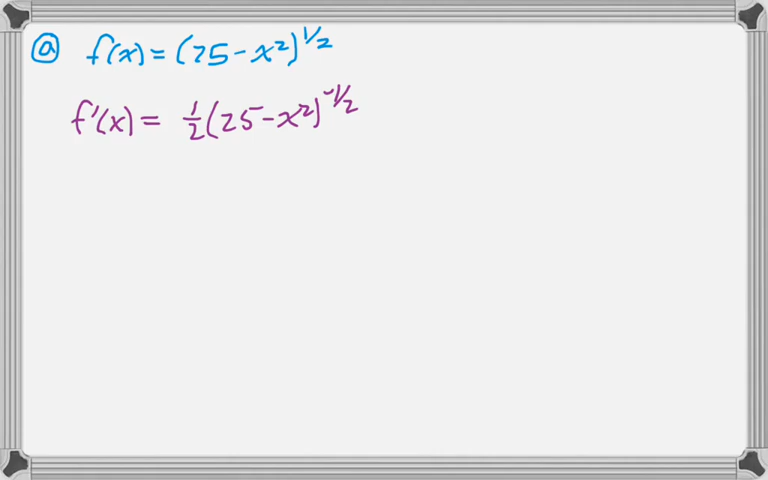 ⓐ f(x) = (25 - x²)^1/2
f'(x) = 1/2 (25 - x²)^-1/2